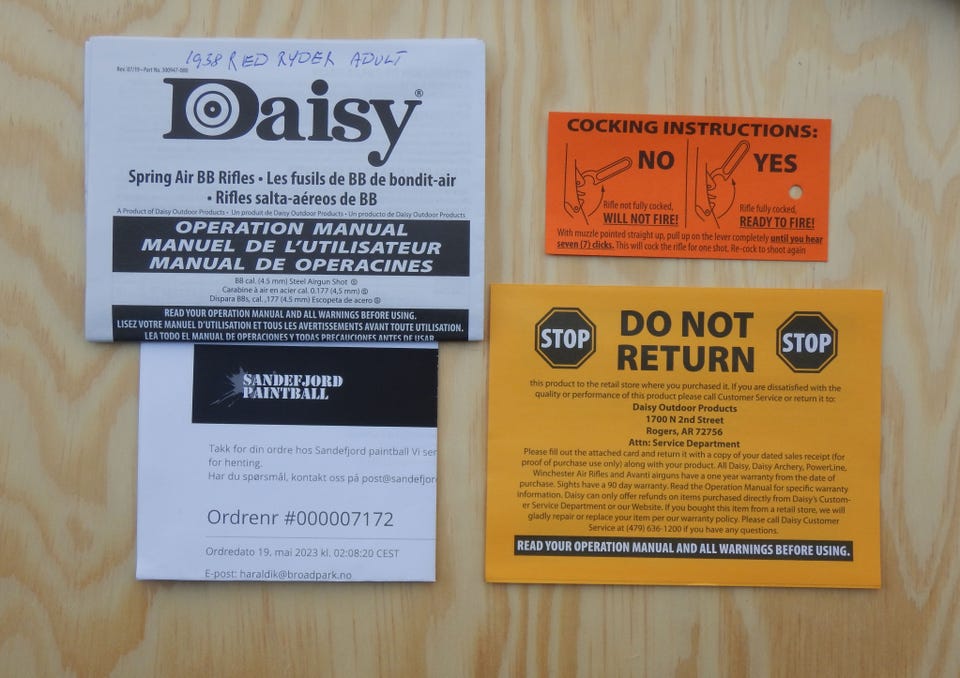 1938 RED RYDER ADULT
Rev. 07/19 • Part No. 300947-000
Daisy®
Spring Air BB Rifles • Les fusils de BB de bondit-air
• Rifles salta-aéreos de BB
A Product of Daisy Outdoor Products • Un produit de Daisy Outdoor Products • Un producto de Daisy Outdoor Products
OPERATION MANUAL
MANUEL DE L'UTILISATEUR
MANUAL DE OPERACINES
BB cal. (4.5 mm) Steel Airgun Shot
Carabine à air en acier cal. 0.177 (4,5 mm)
Dispara BBs, cal. ,177 (4.5 mm) Escopeta de acero
READ YOUR OPERATION MANUAL AND ALL WARNINGS BEFORE USING.
LISEZ VOTRE MANUEL D'UTILISATION ET TOUS LES AVERTISSEMENTS AVANT TOUTE UTILISATION.
LEA TODO EL MANUAL DE OPERACIONES Y TODAS PRECAUCIONES ANTES DE USAR
COCKING INSTRUCTIONS:
NO
Rifle not fully cocked,
WILL NOT FIRE!
YES
Rifle fully cocked,
READY TO FIRE!
With muzzle pointed straight up, pull up on the lever completely until you hear
seven (7) clicks. This will cock the rifle for one shot. Re-cock to shoot again
SANDEFJORD
PAINTBALL
Takk for din ordre hos Sandefjord paintball Vi ser
for henting.
Har du spørsmål, kontakt oss på post@sandefjor
Ordrenr #000007172
Ordredato 19, mai 2023 kl. 02:08:20 CEST
E-post: haraldik@broadpark.no
STOP
DO NOT
RETURN
STOP
this product to the retail store where you purchased it. If you are dissatisfied with the
quality or performance of this product please call Customer Service or return it to:
Daisy Outdoor Products
1700 N 2nd Street
Rogers, AR 72756
Attn: Service Department
Please fill out the attached card and return it with a copy of your dated sales receipt (for
proof of purchase use only) along with your product. All Daisy, Daisy Archery, PowerLine,
Winchester Air Rifles and Avanti airguns have a one year warranty from the date of
purchase. Sights have a 90 day warranty. Read the Operation Manual for specific warranty
information. Daisy can only offer refunds on items purchased directly from Daisy's Custom-
er Service Department or our Website. If you bought this item from a retail store, we will
gladly repair or replace your item per our warranty policy. Please call Daisy Customer
Service at (479) 636-1200 if you have any questions.
READ YOUR OPERATION MANUAL AND ALL WARNINGS BEFORE USING.